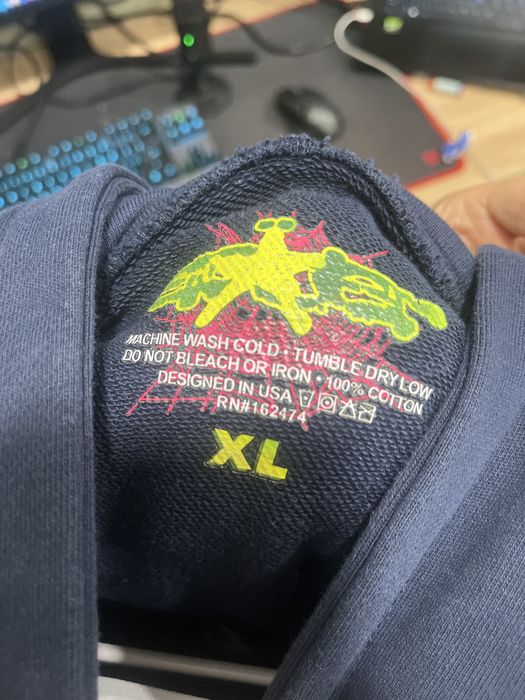 MACHINE WASH COLD · TUMBLE DRY LOW
DO NOT BLEACH OR IRON · 100% COTTON
DESIGNED IN USA
RN#162474
XL